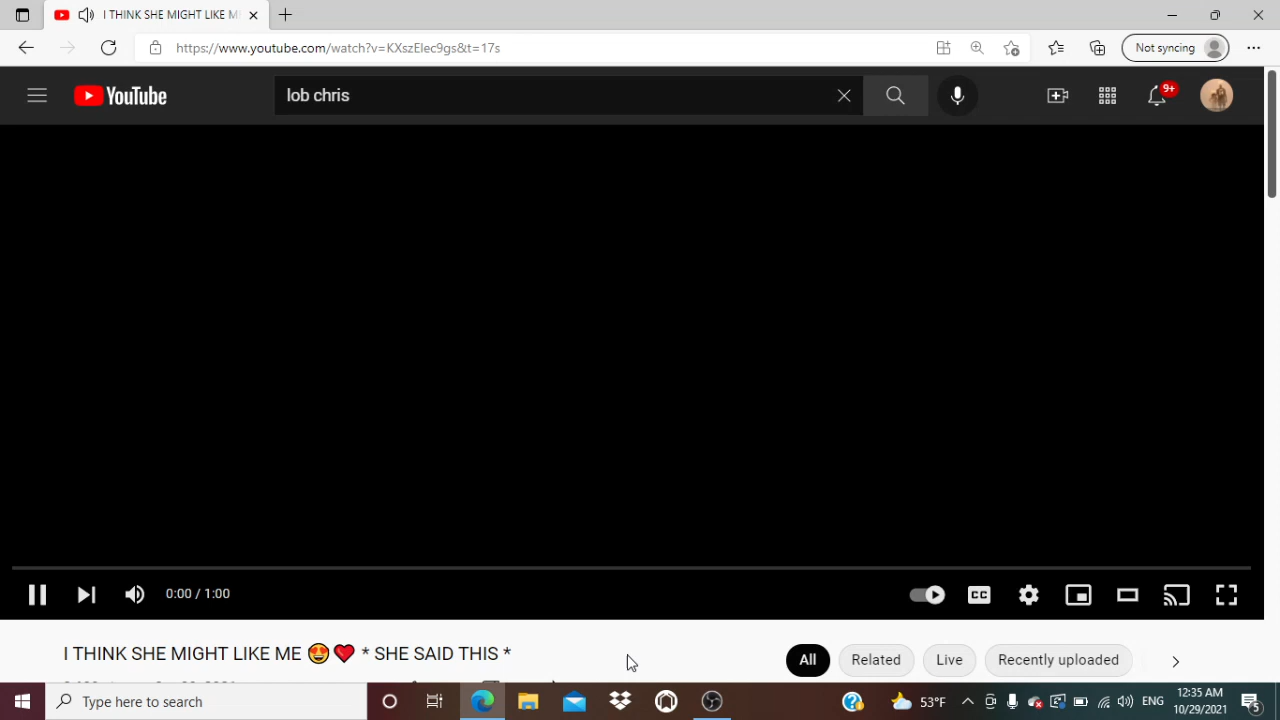 I THINK SHE MIGHT LIKE M
https://www.youtube.com/watch?v=KXszElec9gs&t=17s
Not syncing
YouTube
lob chris
9+
0:00 / 1:00
CC
I THINK SHE MIGHT LIKE ME 😍❤️ * SHE SAID THIS *
All
Related
Live
Recently uploaded
Type here to search
53°F
ENG
12:35 AM
10/29/2021
5